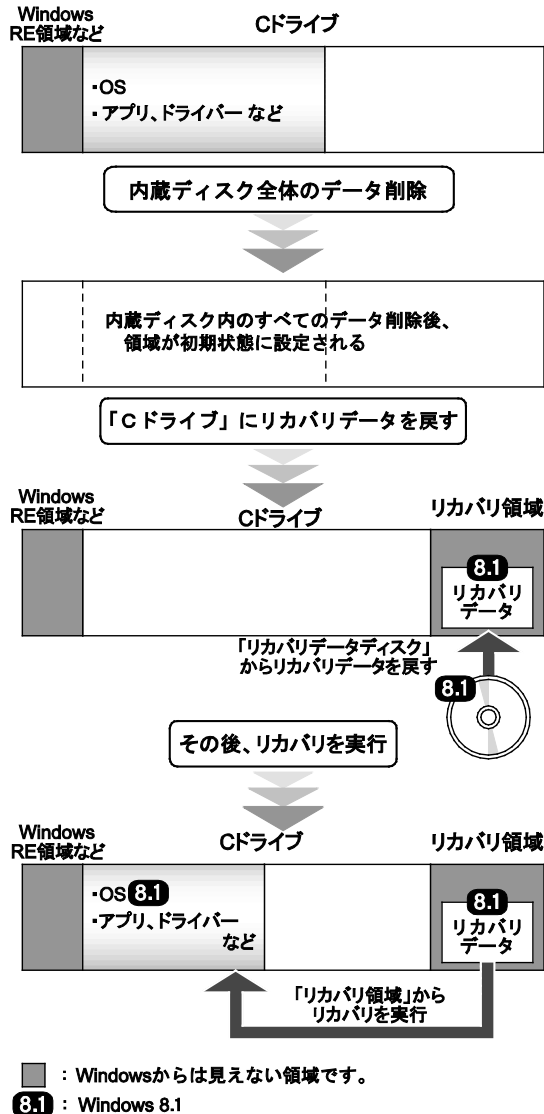 Windows
RE領域など
Cドライブ
・OS
・アプリ、ドライバー など
内蔵ディスク全体のデータ削除
内蔵ディスク内のすべてのデータ削除後、
領域が初期状態に設定される
「Cドライブ」にリカバリデータを戻す
Windows
RE領域など
Cドライブ
リカバリ領域
8.1
リカバリ
データ
「リカバリデータディスク」
からリカバリデータを戻す
8.1
その後、リカバリを実行
Windows
RE領域など
Cドライブ
リカバリ領域
・OS 8.1
・アプリ、ドライバー
など
8.1
リカバリ
データ
「リカバリ領域」から
リカバリを実行
：Windowsからは見えない領域です。
8.1：Windows 8.1